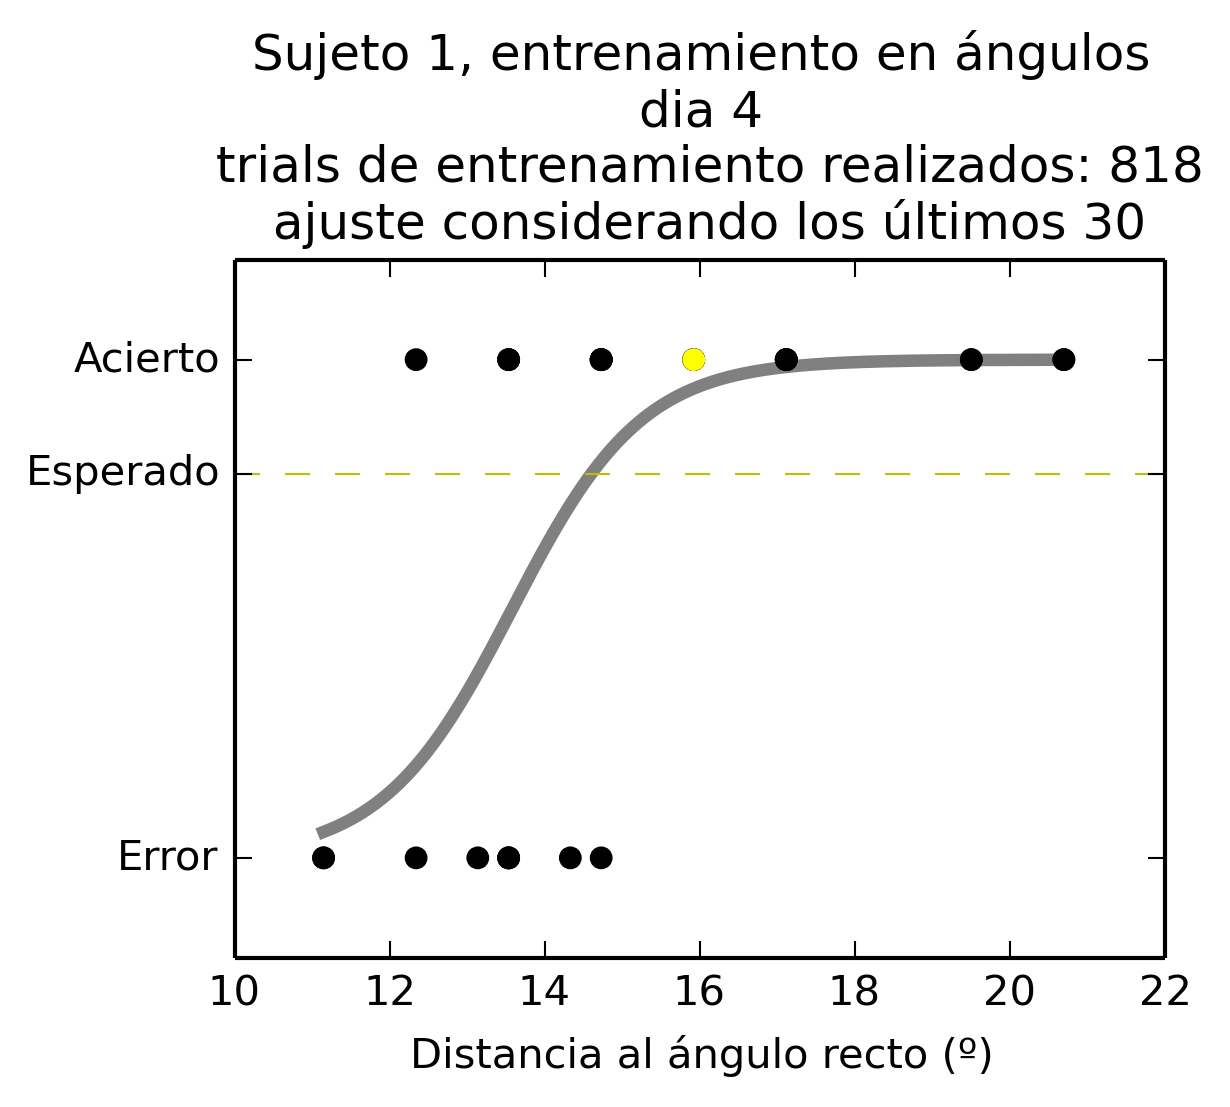 Sujeto 1, entrenamiento en ángulos
dia 4
trials de entrenamiento realizados: 818
ajuste considerando los últimos 30
Acierto
Esperado
Error
10 12 14 16 18 20 22
Distancia al ángulo recto (º)